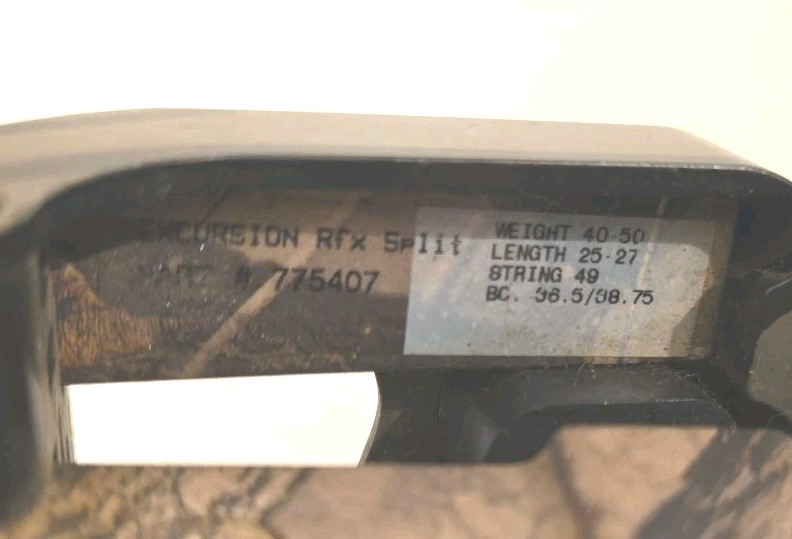 EXCURSION Rfx Split
775407
WEIGHT 40-50
LENGTH 25-27
STRING 49
BC. 36.5/38.75